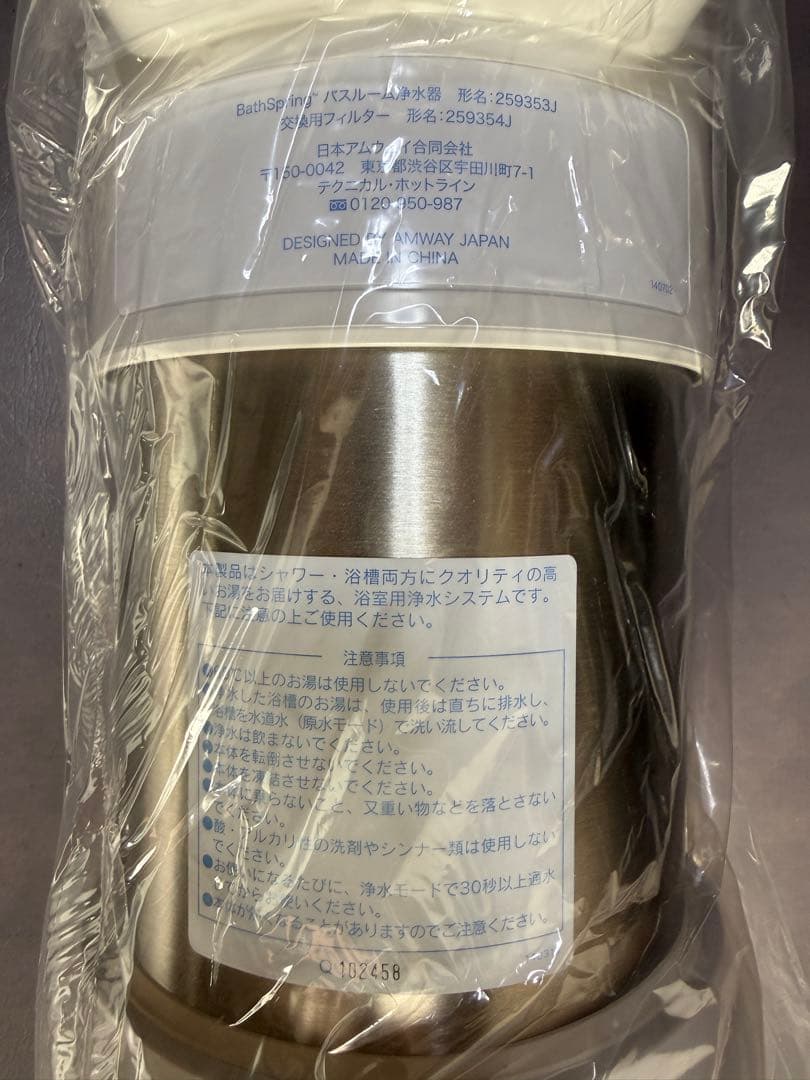 BathSpring™ バスルーム浄水器 形名:259353J
交換用フィルター 形名:259354J
日本アムウェイ合同会社
〒150-0042 東京都渋谷区宇田川町7-1
テクニカル・ホットライン
0120-950-987
DESIGNED BY AMWAY JAPAN
MADE IN CHINA
140702
本製品はシャワー・浴槽両方にクオリティの高
いお湯をお届けする、浴室用浄水システムです。
下記に注意の上ご使用ください。
注意事項
℃以上のお湯は使用しないでください。
●浄水した浴槽のお湯は、使用後は直ちに排水し、
浴槽を水道水(原水モード)で洗い流してください。
●浄水は飲まないでください。
●本体を転倒させないでください。
●本体を凍結させないでください。
●本体に乗らないこと、又重い物などを落とさない
でください。
●酸・アルカリ性の洗剤やシンナー類は使用しない
でください。
●お使いになるたびに、浄水モードで30秒以上通水
してからお使いください。
●本体が熱くなることがありますのでご注意ください。
Q102458